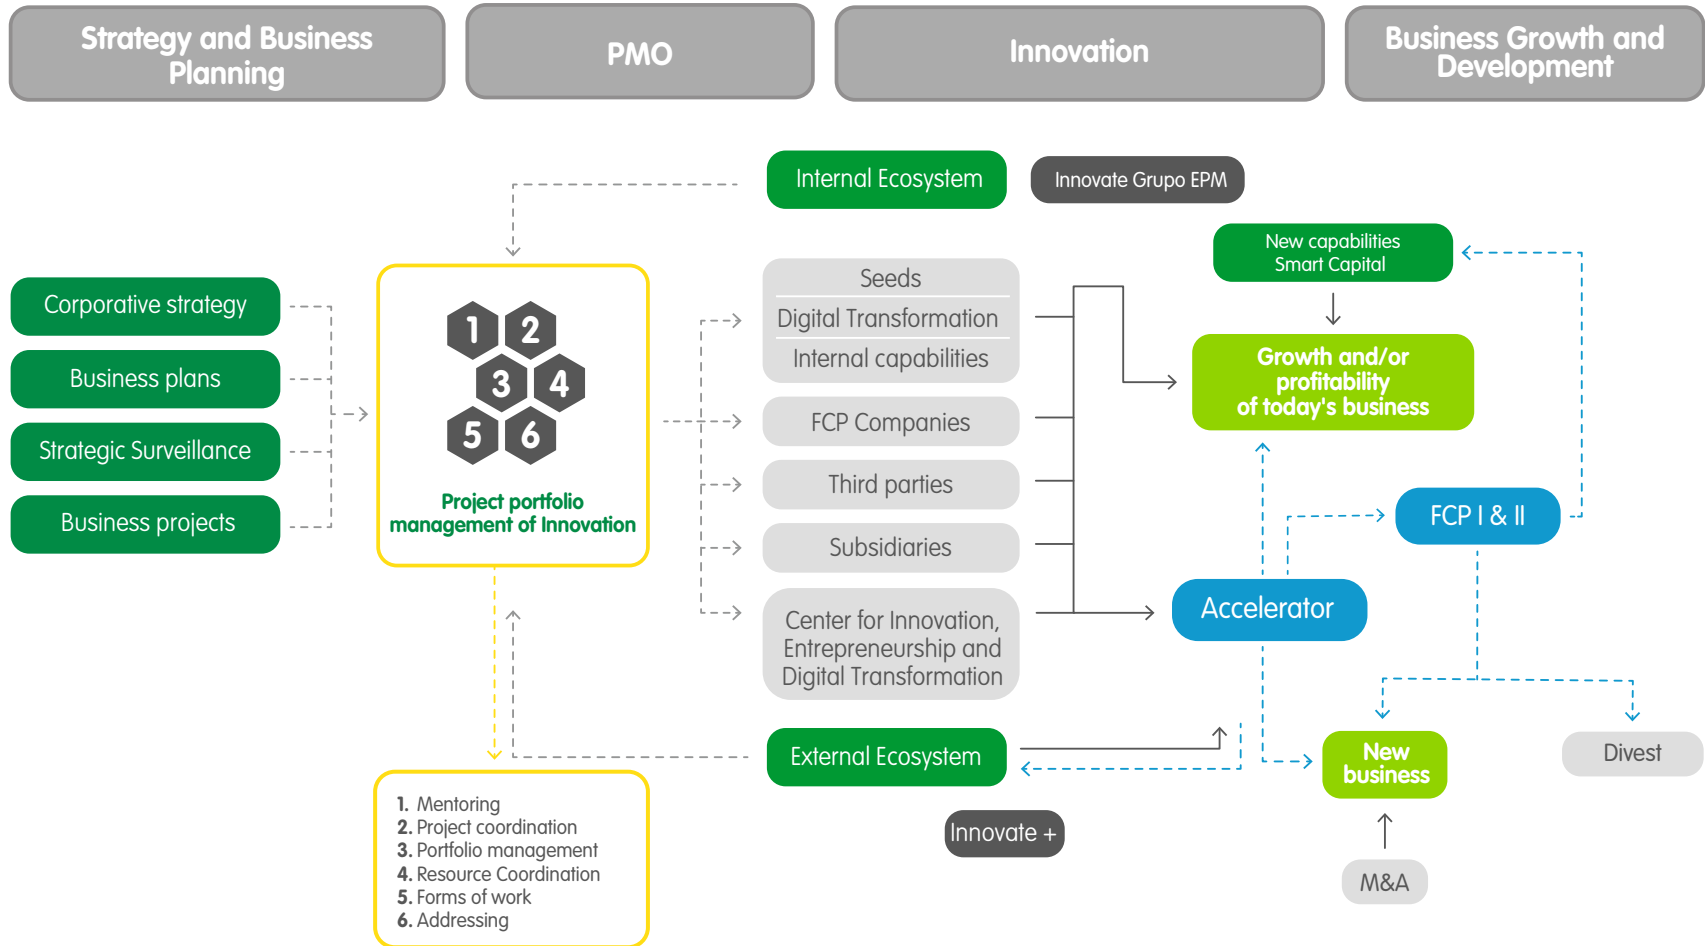 Strategy and Business
Planning
PMO
Innovation
Business Growth and
Development
Internal Ecosystem
Innovate Grupo EPM
New capabilities
Smart Capital
Corporative strategy
Business plans
Strategic Surveillance
Business projects
1 2
3 4
5 6
Project portfolio
management of Innovation
Seeds
Digital Transformation
Internal capabilities
FCP Companies
Third parties
Subsidiaries
Center for Innovation,
Entrepreneurship and
Digital Transformation
Growth and/or
profitability
of today's business
FCP I & II
Accelerator
External Ecosystem
Innovate +
New
business
Divest
M&A
1. Mentoring
2. Project coordination
3. Portfolio management
4. Resource Coordination
5. Forms of work
6. Addressing